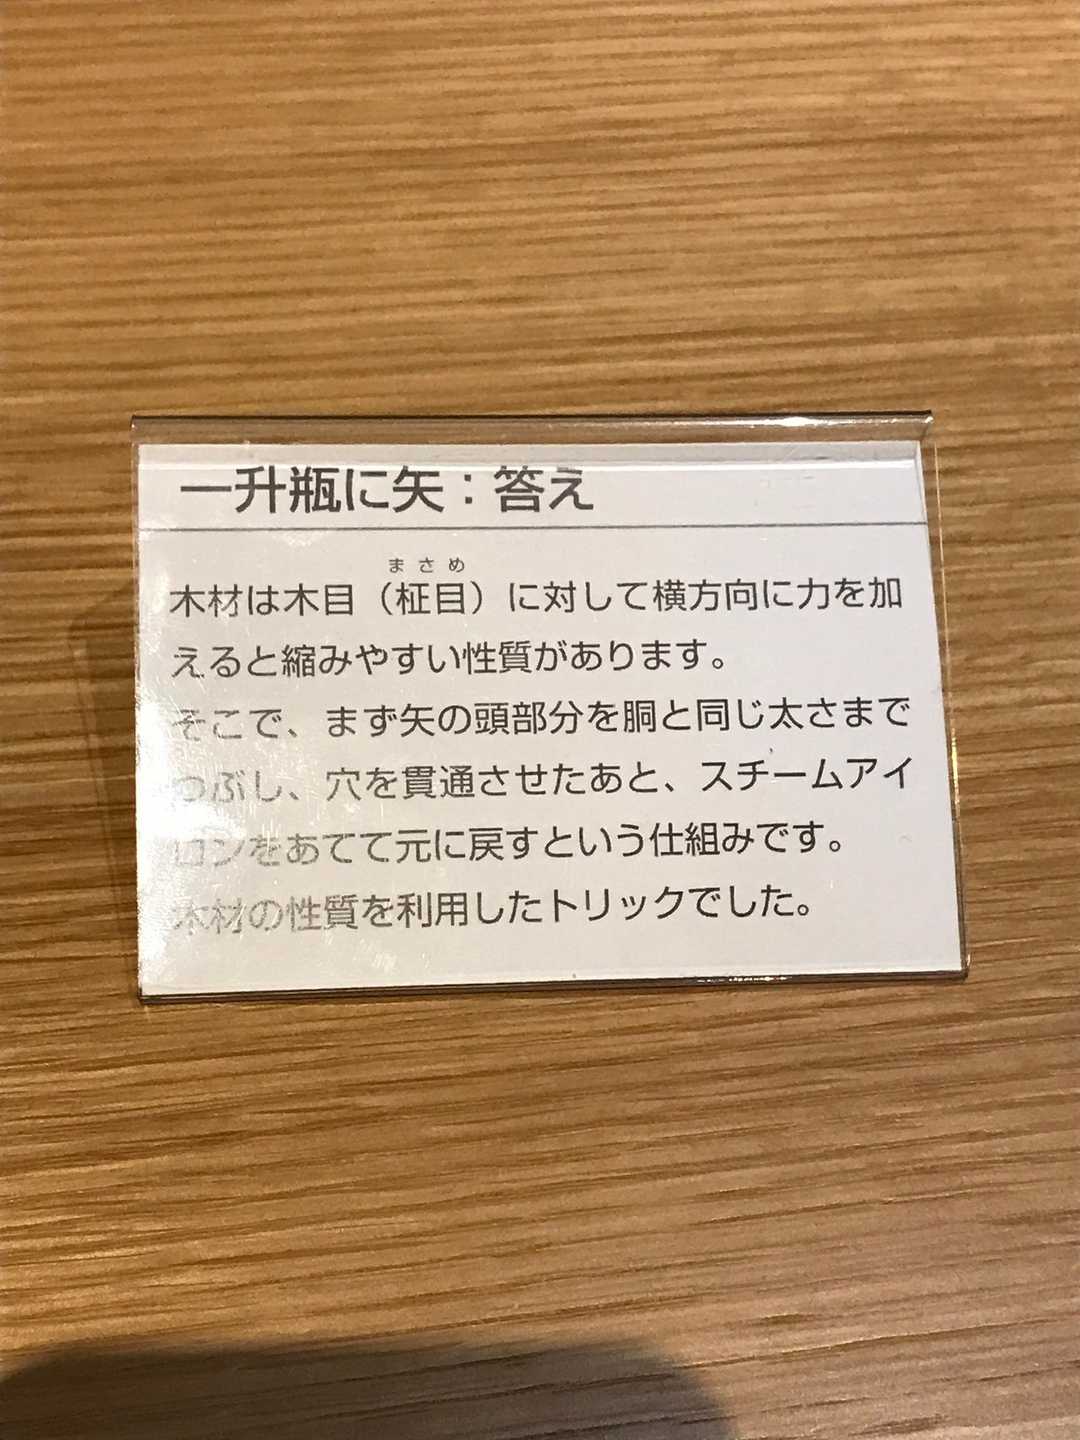 一升瓶に矢：答え
まさめ
木材は木目（柾目）に対して横方向に力を加
えると縮みやすい性質があります。
そこで、まず矢の頭部分を胴と同じ太さまで
つぶし、穴を貫通させたあと、スチームアイ
ロンをあてて元に戻すという仕組みです。
木材の性質を利用したトリックでした。